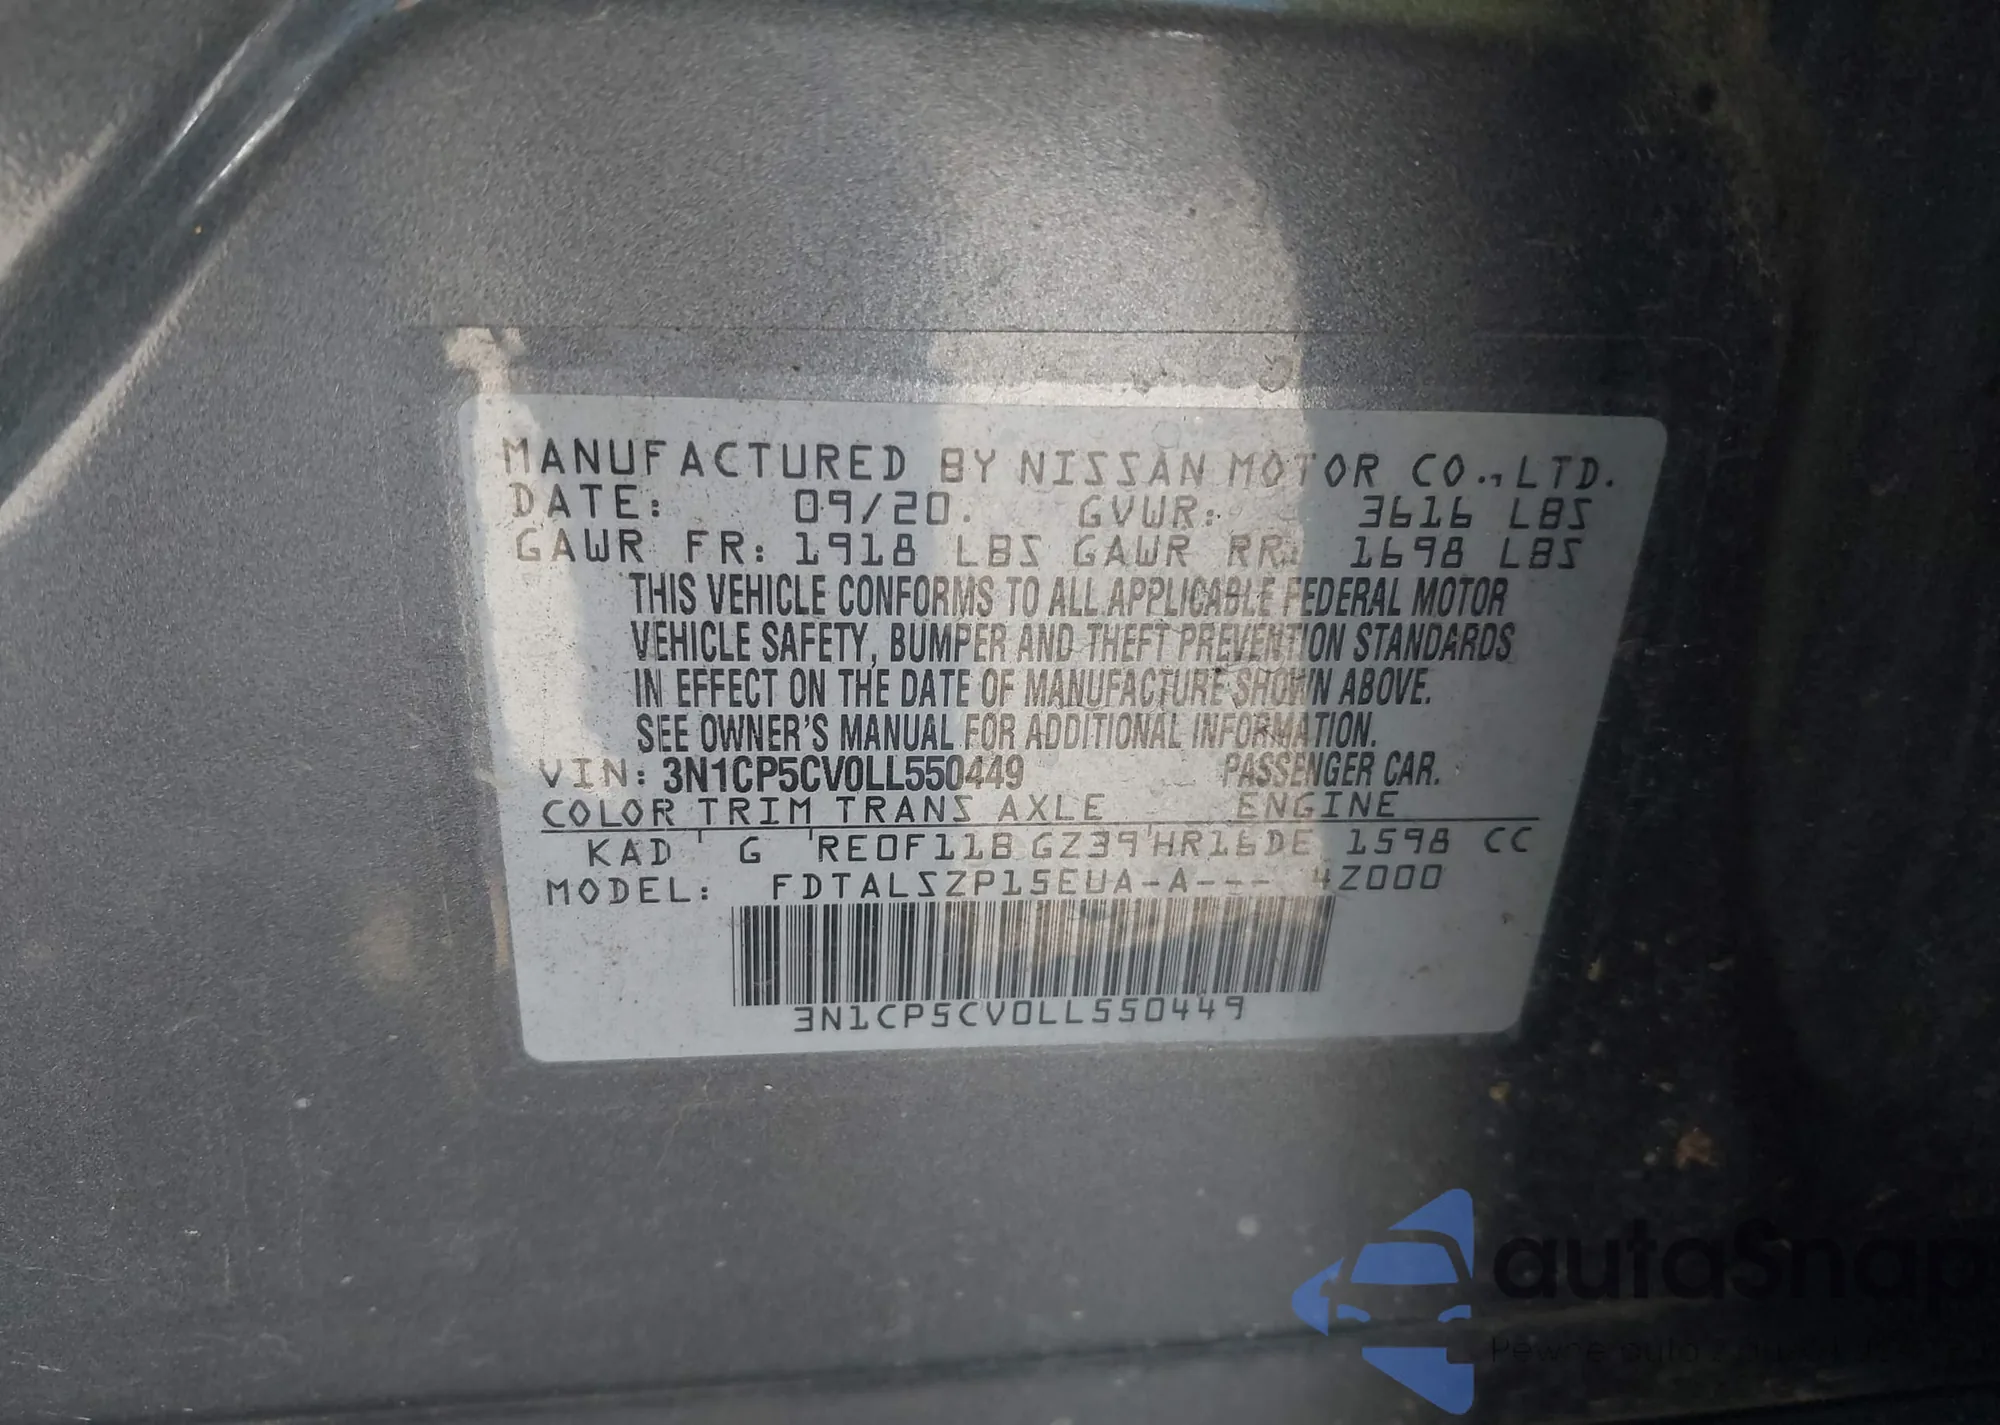 MANUFACTURED BY NISSAN MOTOR CO., LTD.
DATE: 09/20. GVWR: 3616 LBS
GAWR FR: 1918 LBS GAWR RR: 1698 LBS
THIS VEHICLE CONFORMS TO ALL APPLICABLE FEDERAL MOTOR
VEHICLE SAFETY, BUMPER AND THEFT PREVENTION STANDARDS
IN EFFECT ON THE DATE OF MANUFACTURE SHOWN ABOVE.
SEE OWNER'S MANUAL FOR ADDITIONAL INFORMATION.
VIN: 3N1CP5CV0LL550449 PASSENGER CAR.
COLOR TRIM TRANS AXLE ENGINE
KAD G RE0F11B GZ39 HR16DE 1598 CC
MODEL: FDTALSZP15EUA-A--- 4Z000
3N1CP5CV0LL550449
autoSnap
Pewne auto z